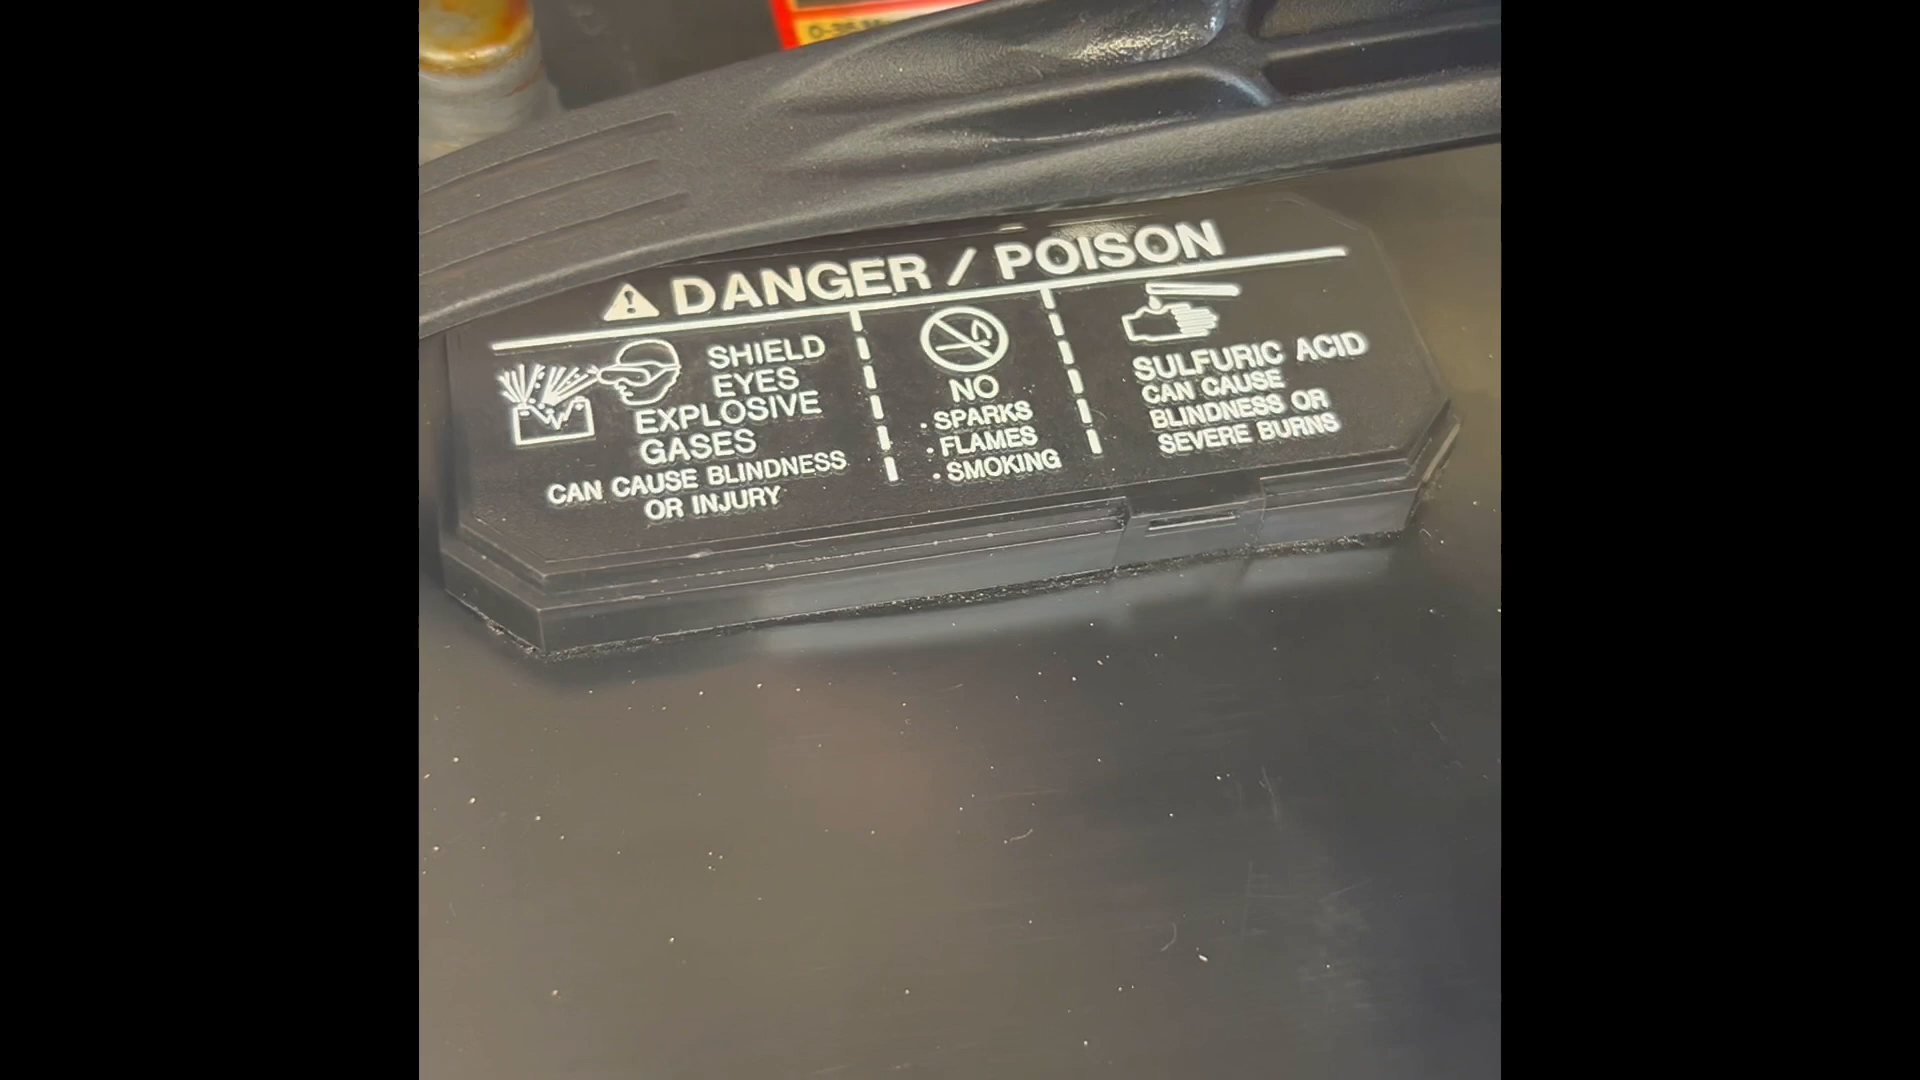 DANGER / POISON
SHIELD
EYES
EXPLOSIVE
GASES
CAN CAUSE BLINDNESS
OR INJURY
NO
· SPARKS
· FLAMES
· SMOKING
SULFURIC ACID
CAN CAUSE
BLINDNESS OR
SEVERE BURNS